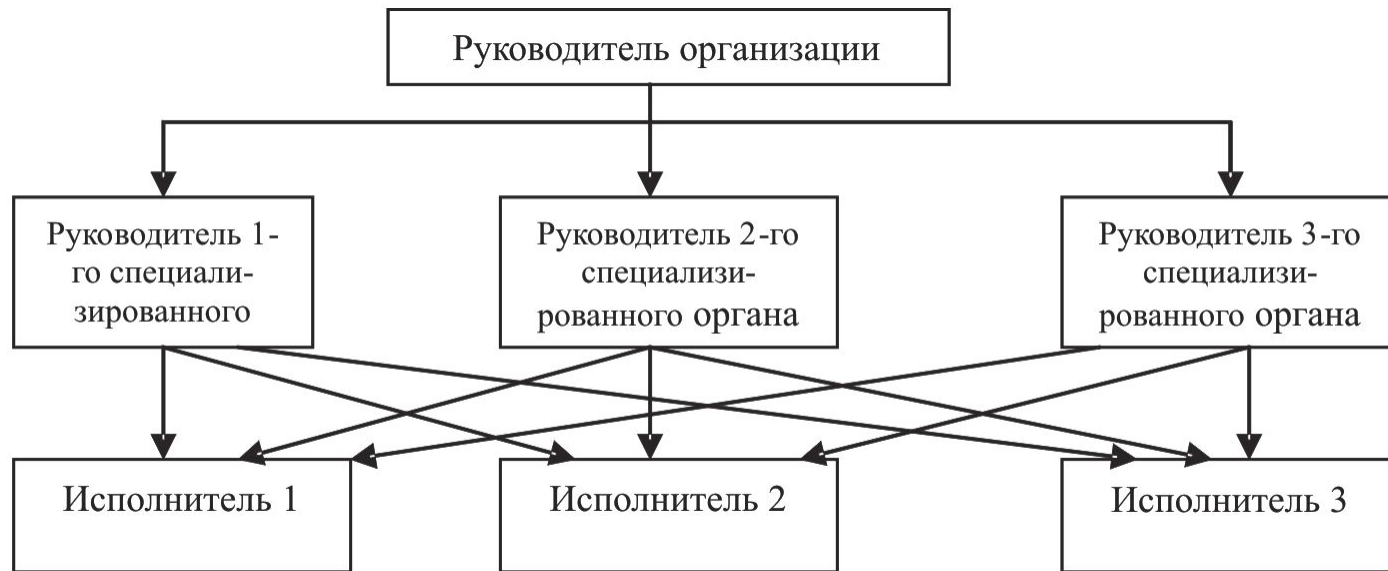 Руководитель организации
Руководитель 1-
го специали-
зированного
Руководитель 2-го
специализи-
рованного органа
Руководитель 3-го
специализи-
рованного органа
Исполнитель 1
Исполнитель 2
Исполнитель 3